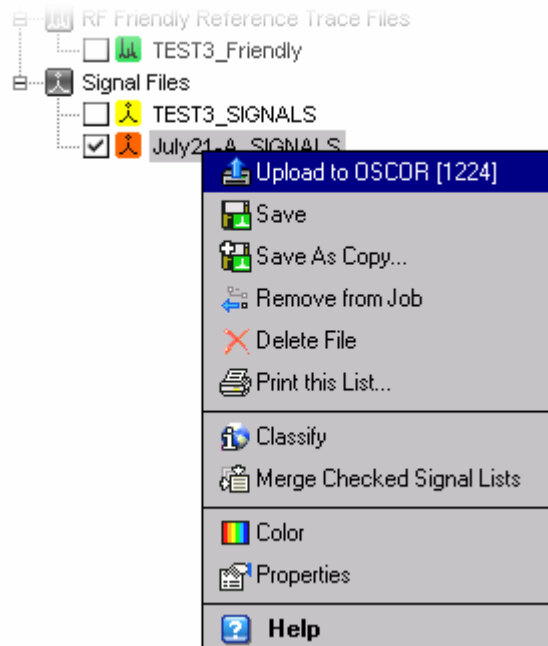 RF Friendly Reference Trace Files
TEST3_Friendly
Signal Files
TEST3_SIGNALS
July21-A_SIGNALS
Upload to OSCOR [1224]
Save
Save As Copy...
Remove from Job
Delete File
Print this List...
Classify
Merge Checked Signal Lists
Color
Properties
Help